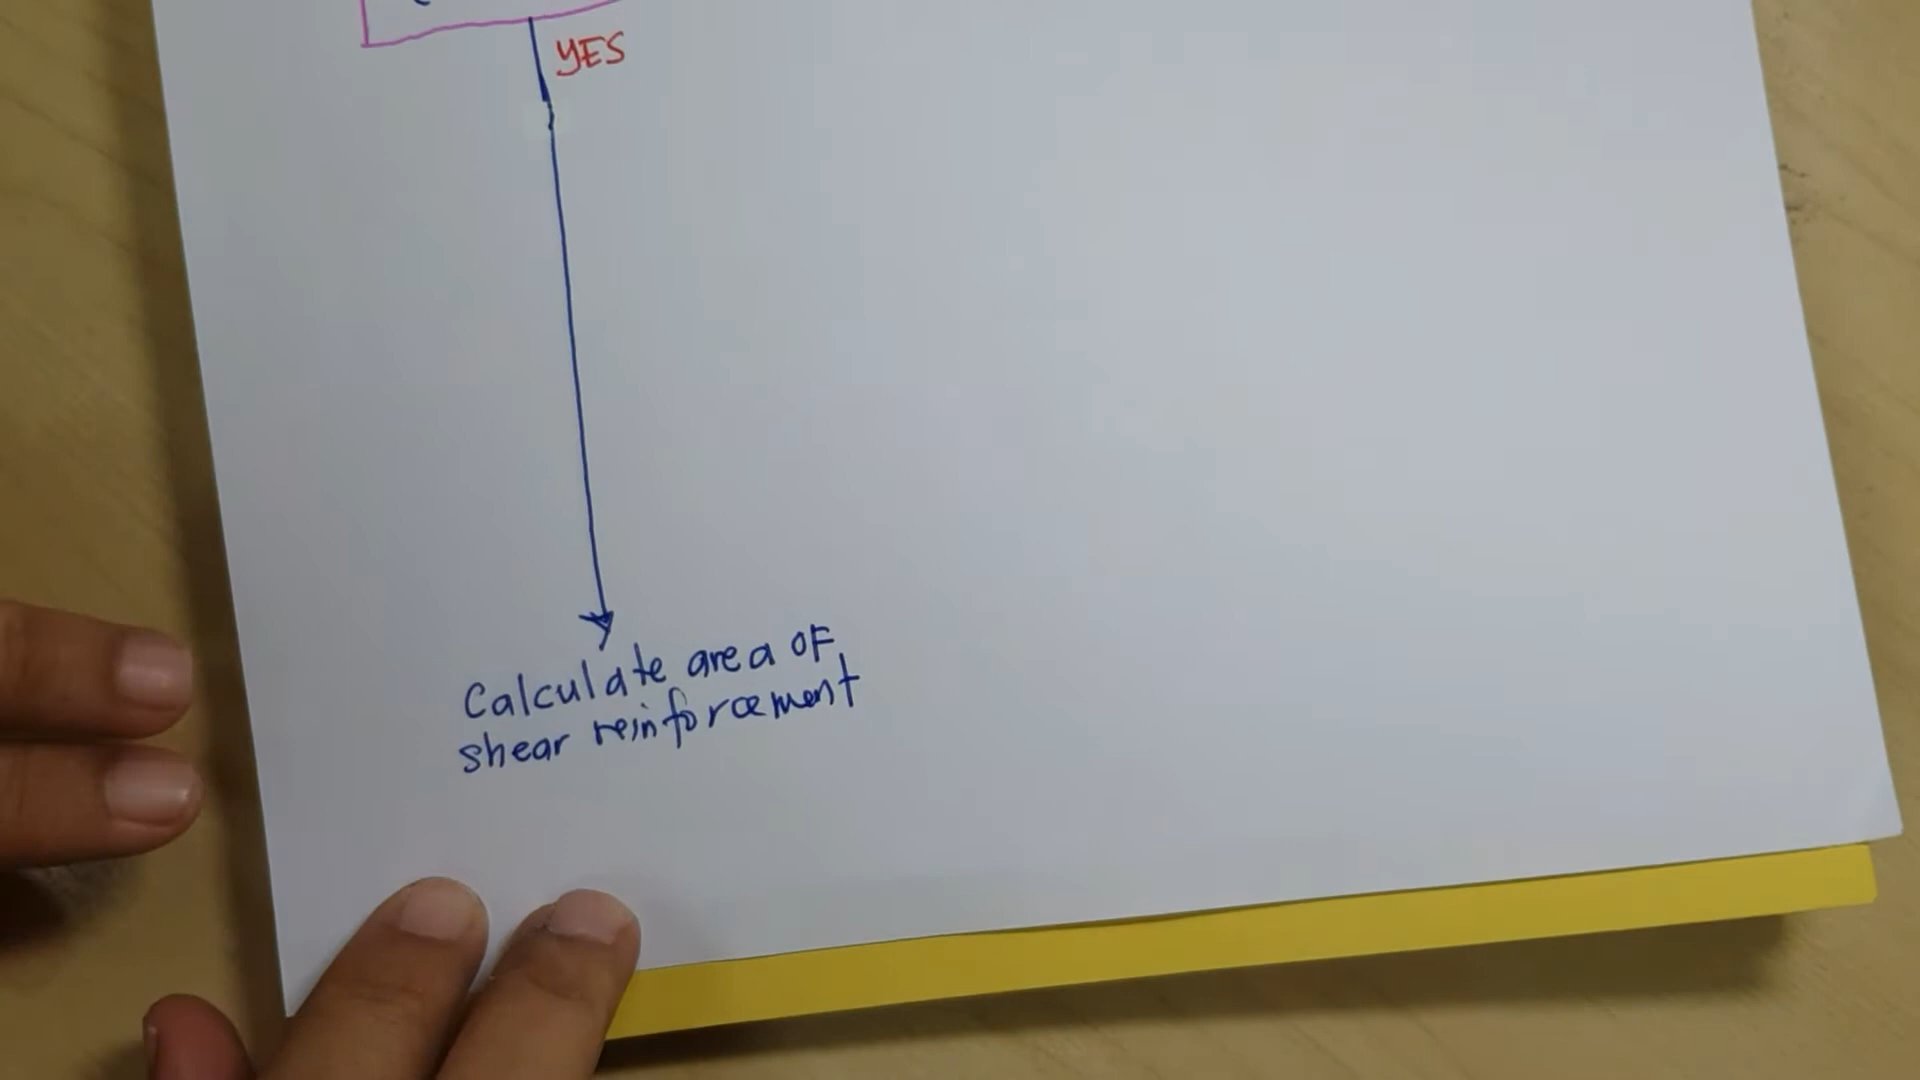 YES
Calculate area OF
shear reinforcement